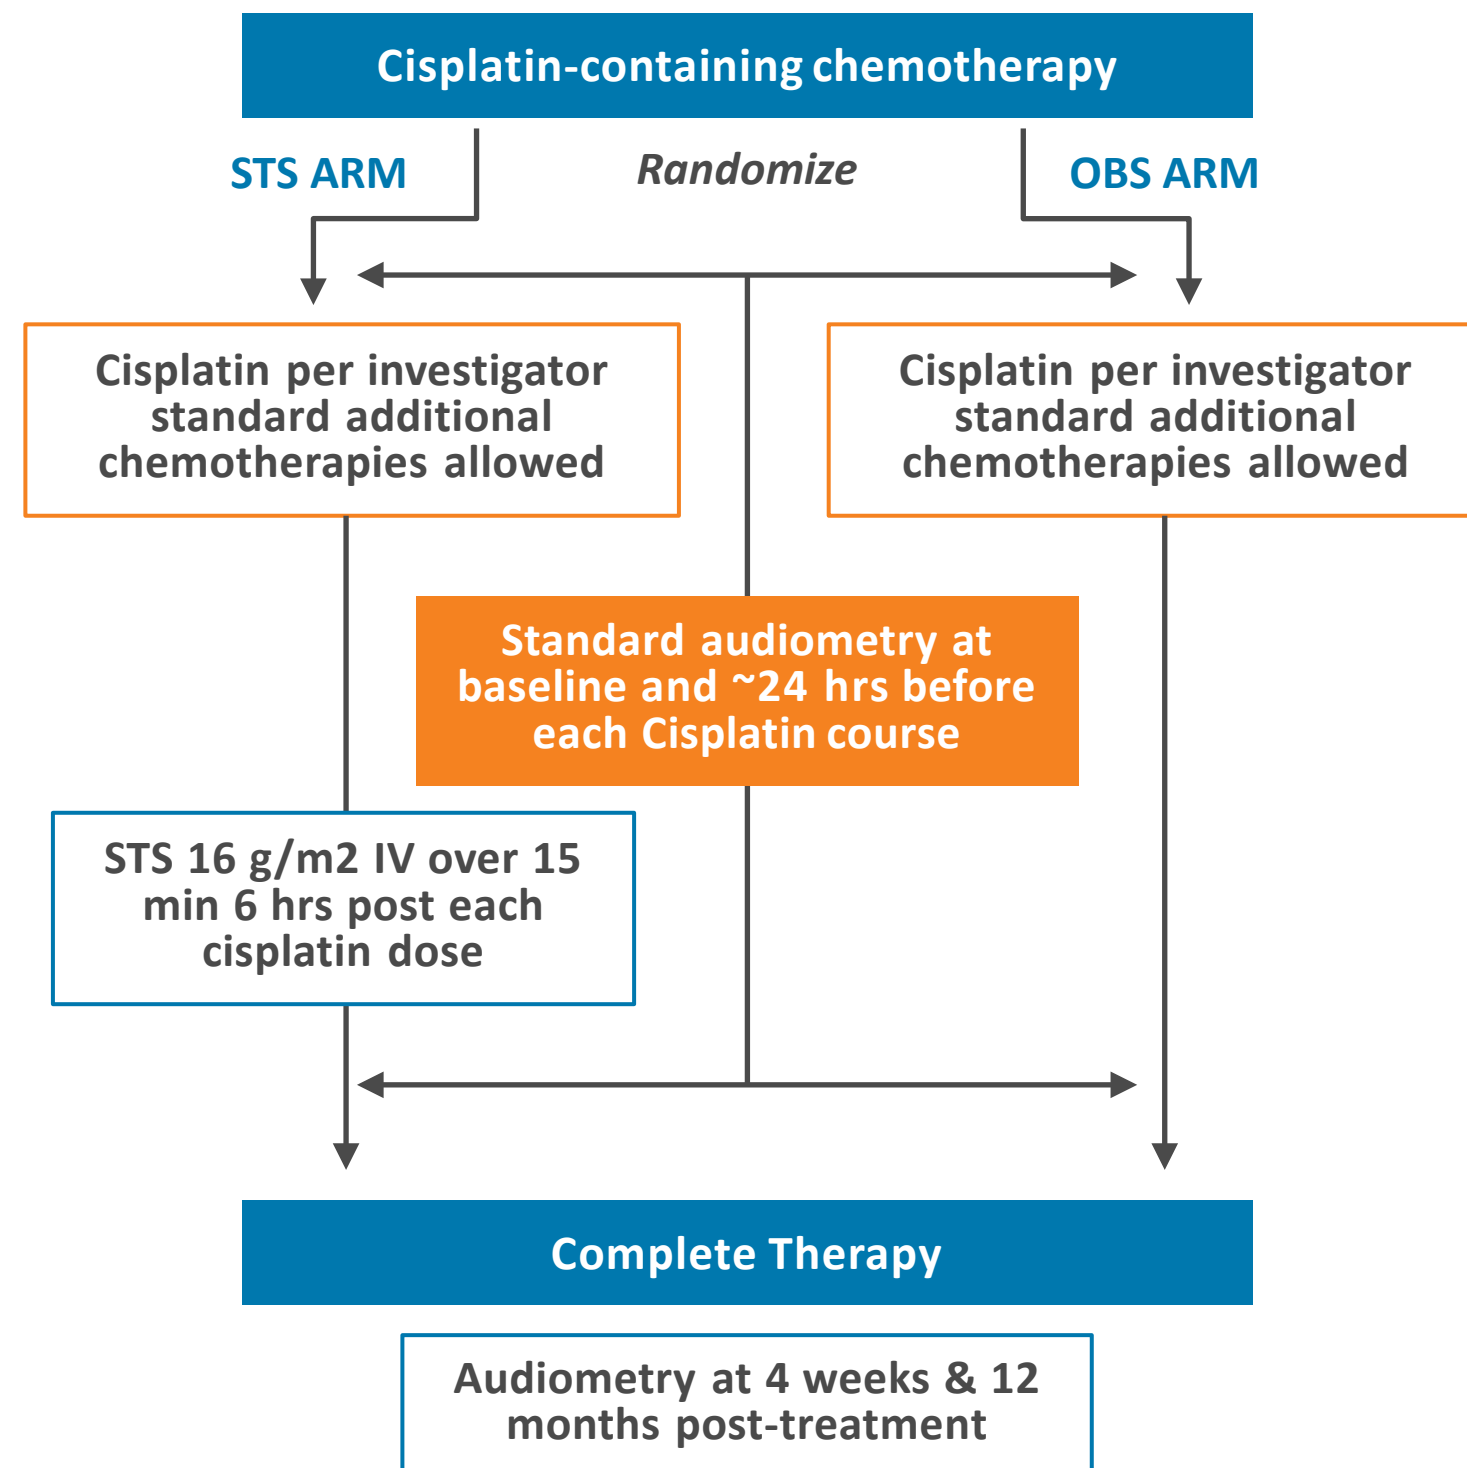 Cisplatin-containing chemotherapy
STS ARM
Randomize
OBS ARM
Cisplatin per investigator
standard additional
chemotherapies allowed
Cisplatin per investigator
standard additional
chemotherapies allowed
Standard audiometry at
baseline and ~24 hrs before
each Cisplatin course
STS 16 g/m2 IV over 15
min 6 hrs post each
cisplatin dose
Complete Therapy
Audiometry at 4 weeks & 12
months post-treatment